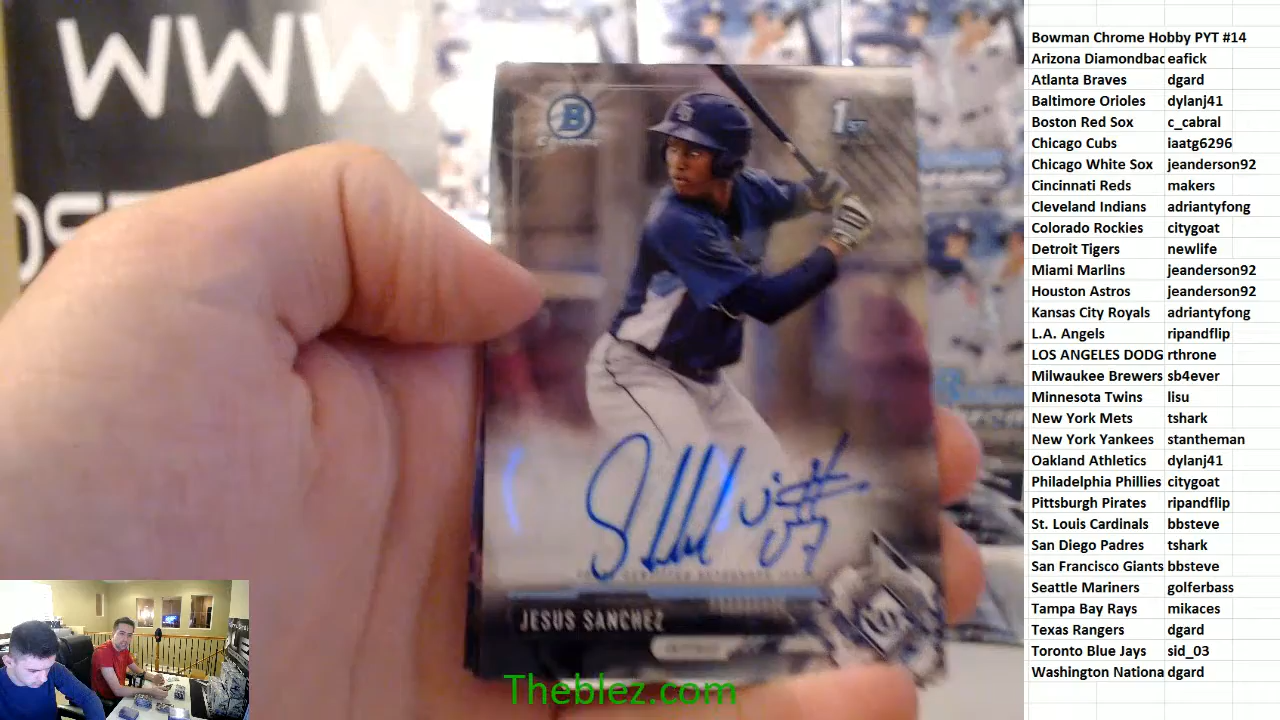 WWW
B
Chrome
1ST
JESUS SANCHEZ
OUTFIELD
Theblez.com
Bowman Chrome Hobby PYT #14
Arizona Diamondbac eafick
Atlanta Braves dgard
Baltimore Orioles dylanj41
Boston Red Sox c_cabral
Chicago Cubs iaatg6296
Chicago White Sox jeanderson92
Cincinnati Reds makers
Cleveland Indians adriantyfong
Colorado Rockies citygoat
Detroit Tigers newlife
Miami Marlins jeanderson92
Houston Astros jeanderson92
Kansas City Royals adriantyfong
L.A. Angels ripandflip
LOS ANGELES DODG rthrone
Milwaukee Brewers sb4ever
Minnesota Twins lisu
New York Mets tshark
New York Yankees stantheman
Oakland Athletics dylanj41
Philadelphia Phillies citygoat
Pittsburgh Pirates ripandflip
St. Louis Cardinals bbsteve
San Diego Padres tshark
San Francisco Giants bbsteve
Seattle Mariners golferbass
Tampa Bay Rays mikaces
Texas Rangers dgard
Toronto Blue Jays sid_03
Washington Nationa dgard